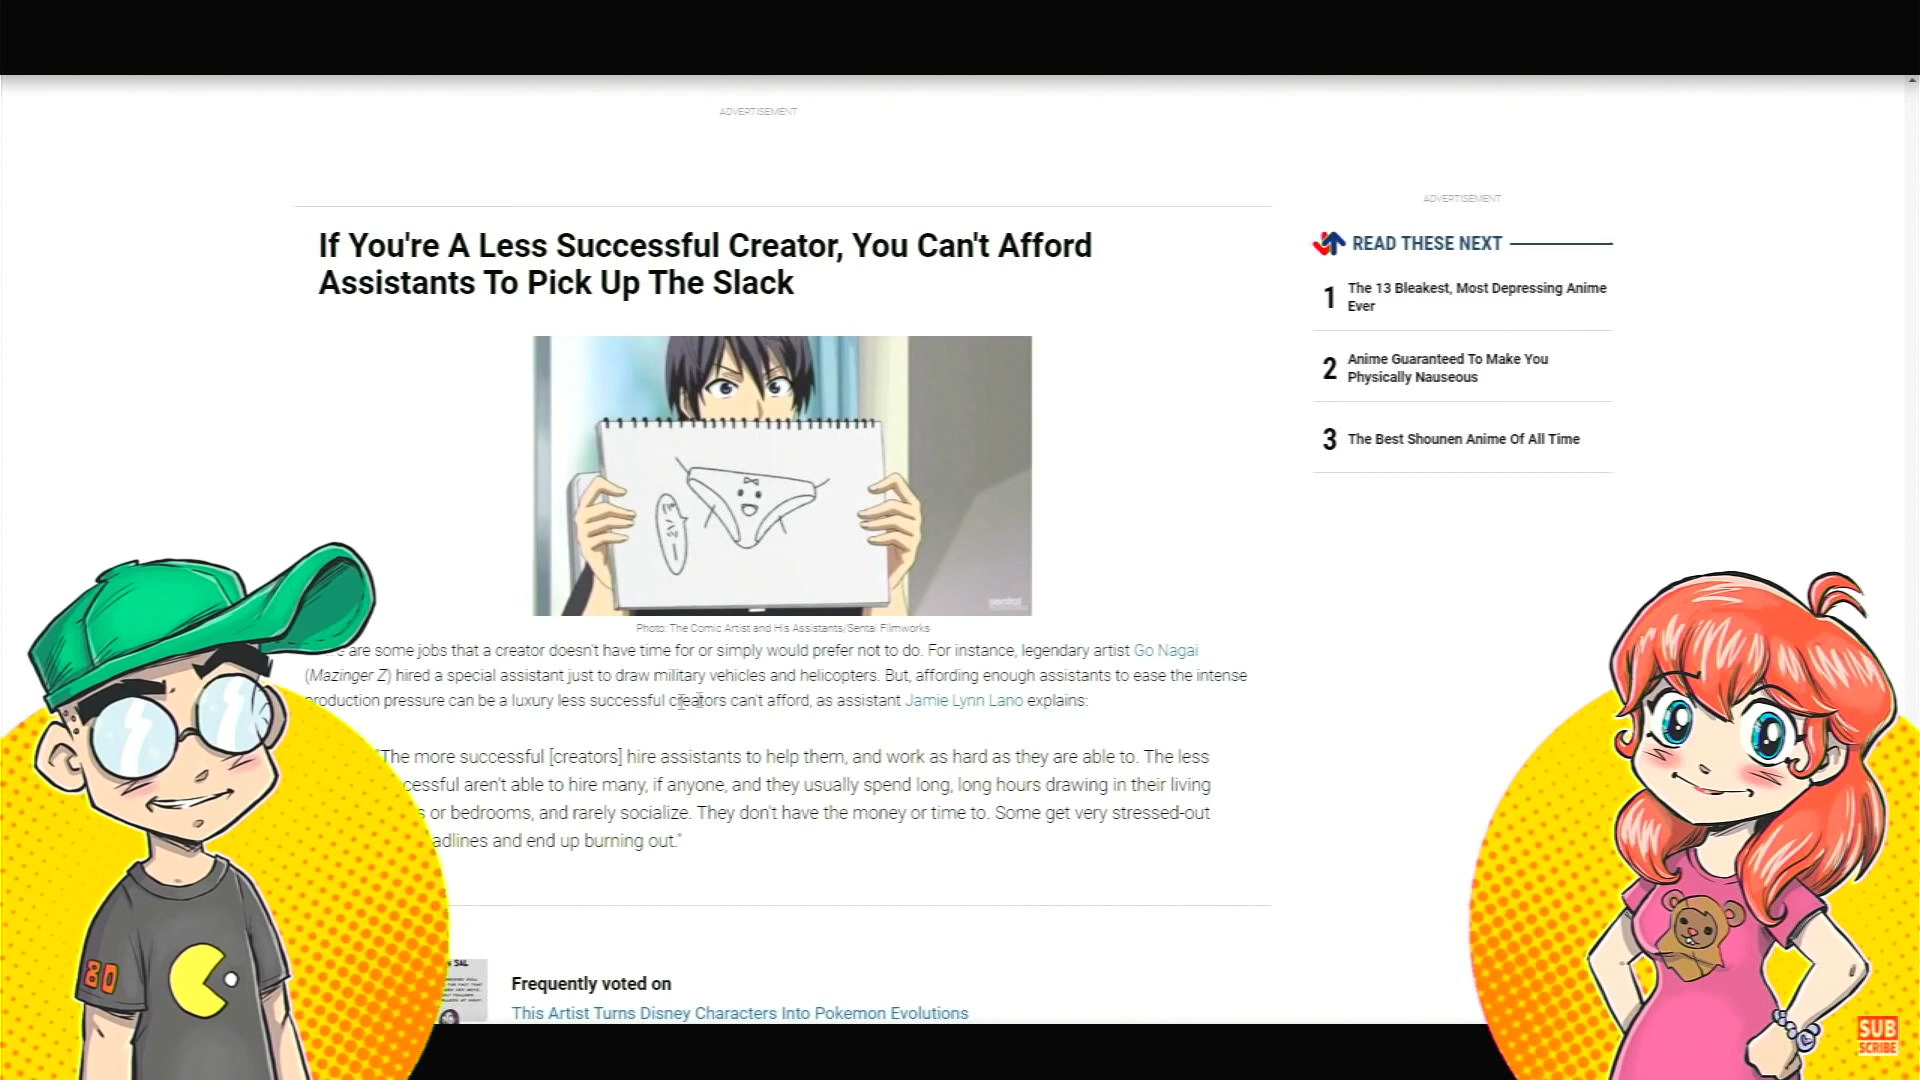 ADVERTISEMENT
If You're A Less Successful Creator, You Can't Afford
Assistants To Pick Up The Slack
sentai
Photo: The Comic Artist and His Assistants/Sentai Filmworks
are some jobs that a creator doesn't have time for or simply would prefer not to do. For instance, legendary artist Go Nagai
(Mazinger Z) hired a special assistant just to draw military vehicles and helicopters. But, affording enough assistants to ease the intense
production pressure can be a luxury less successful creators can't afford, as assistant Jamie Lynn Lano explains:
"The more successful [creators] hire assistants to help them, and work as hard as they are able to. The less
cessful aren't able to hire many, if anyone, and they usually spend long, long hours drawing in their living
s or bedrooms, and rarely socialize. They don't have the money or time to. Some get very stressed-out
adlines and end up burning out."
Frequently voted on
This Artist Turns Disney Characters Into Pokemon Evolutions
ADVERTISEMENT
READ THESE NEXT
1 The 13 Bleakest, Most Depressing Anime
Ever
2 Anime Guaranteed To Make You
Physically Nauseous
3 The Best Shounen Anime Of All Time
80
SUB
SCRIBE